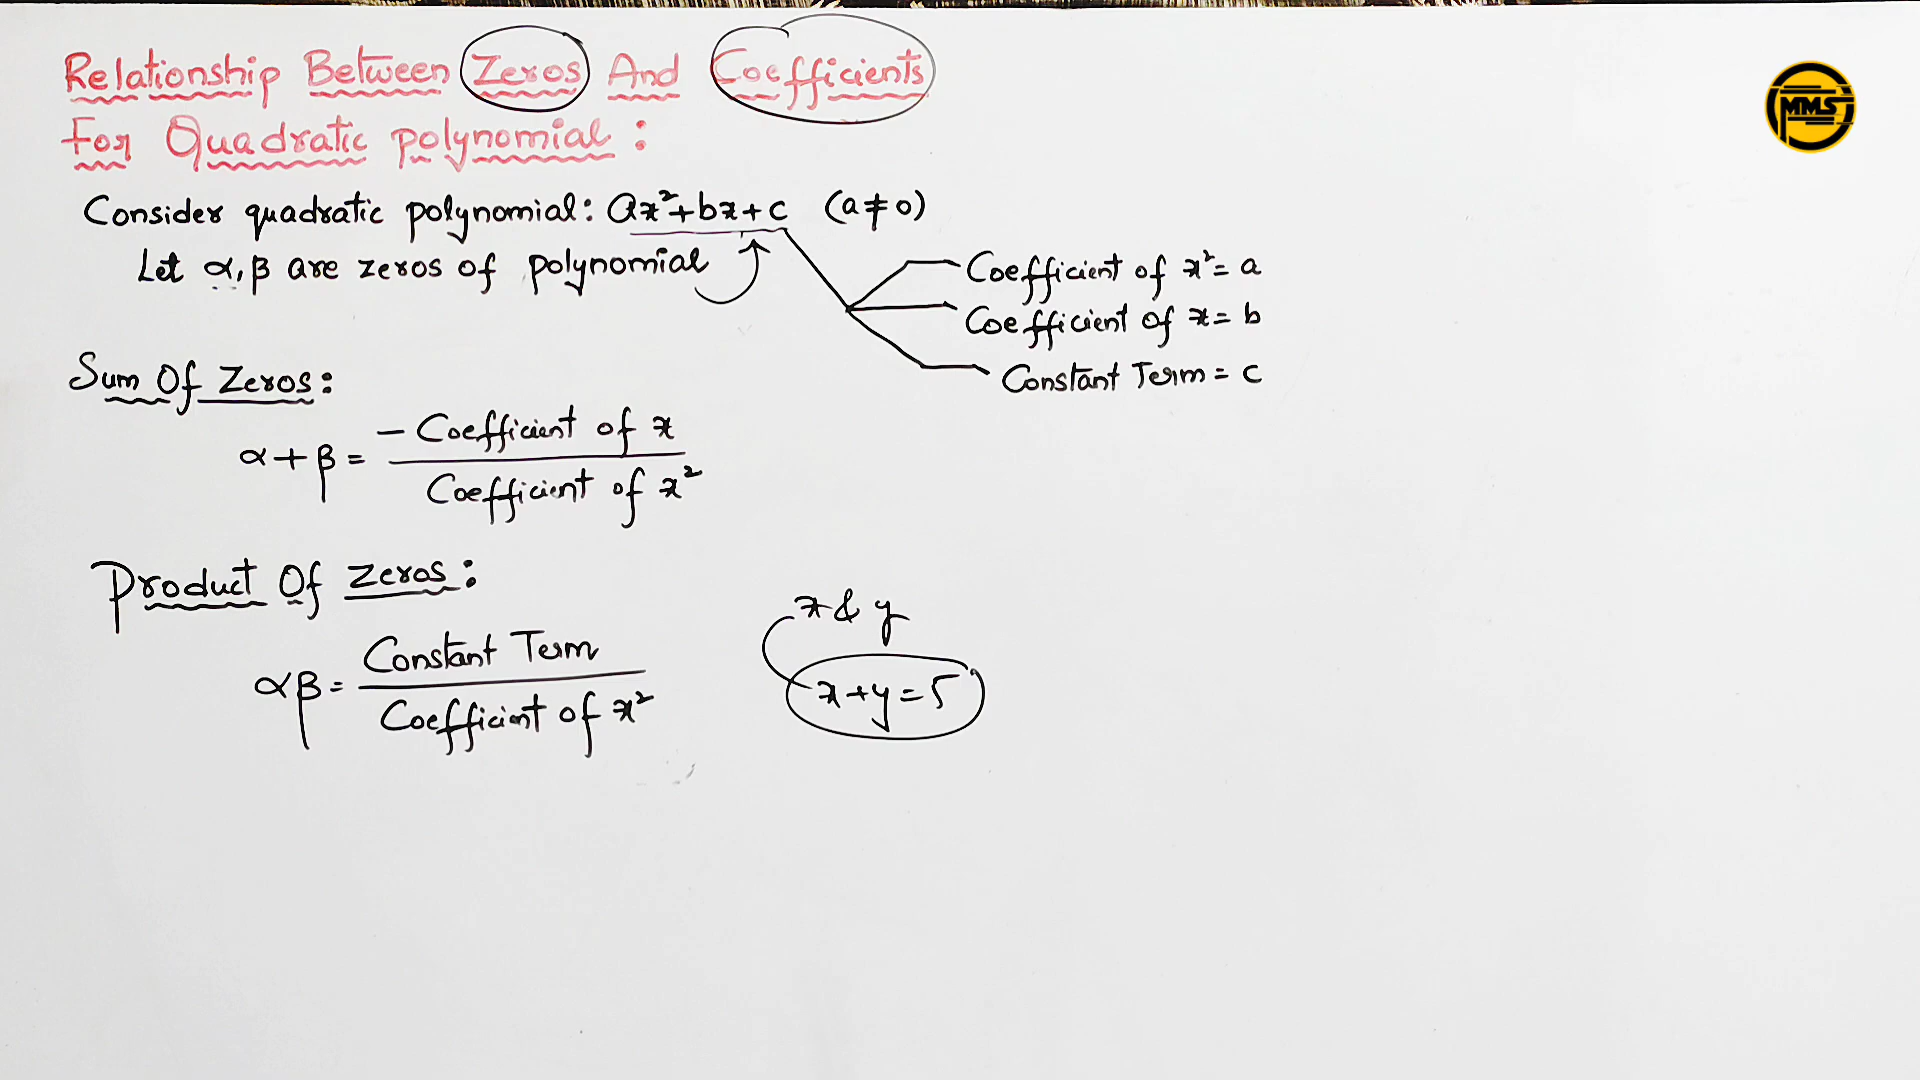 Relationship Between Zeros And Coefficients
For Quadratic polynomial :
MMS
Consider quadratic polynomial: ax²+bx+c (a≠0)
Let α, β are zeros of polynomial
Coefficient of x² = a
Coefficient of x = b
Constant Term = c
Sum Of Zeros:
α+β = - Coefficient of x
Coefficient of x²
Product Of Zeros:
αβ = Constant Term
Coefficient of x²
x & y
x+y=5